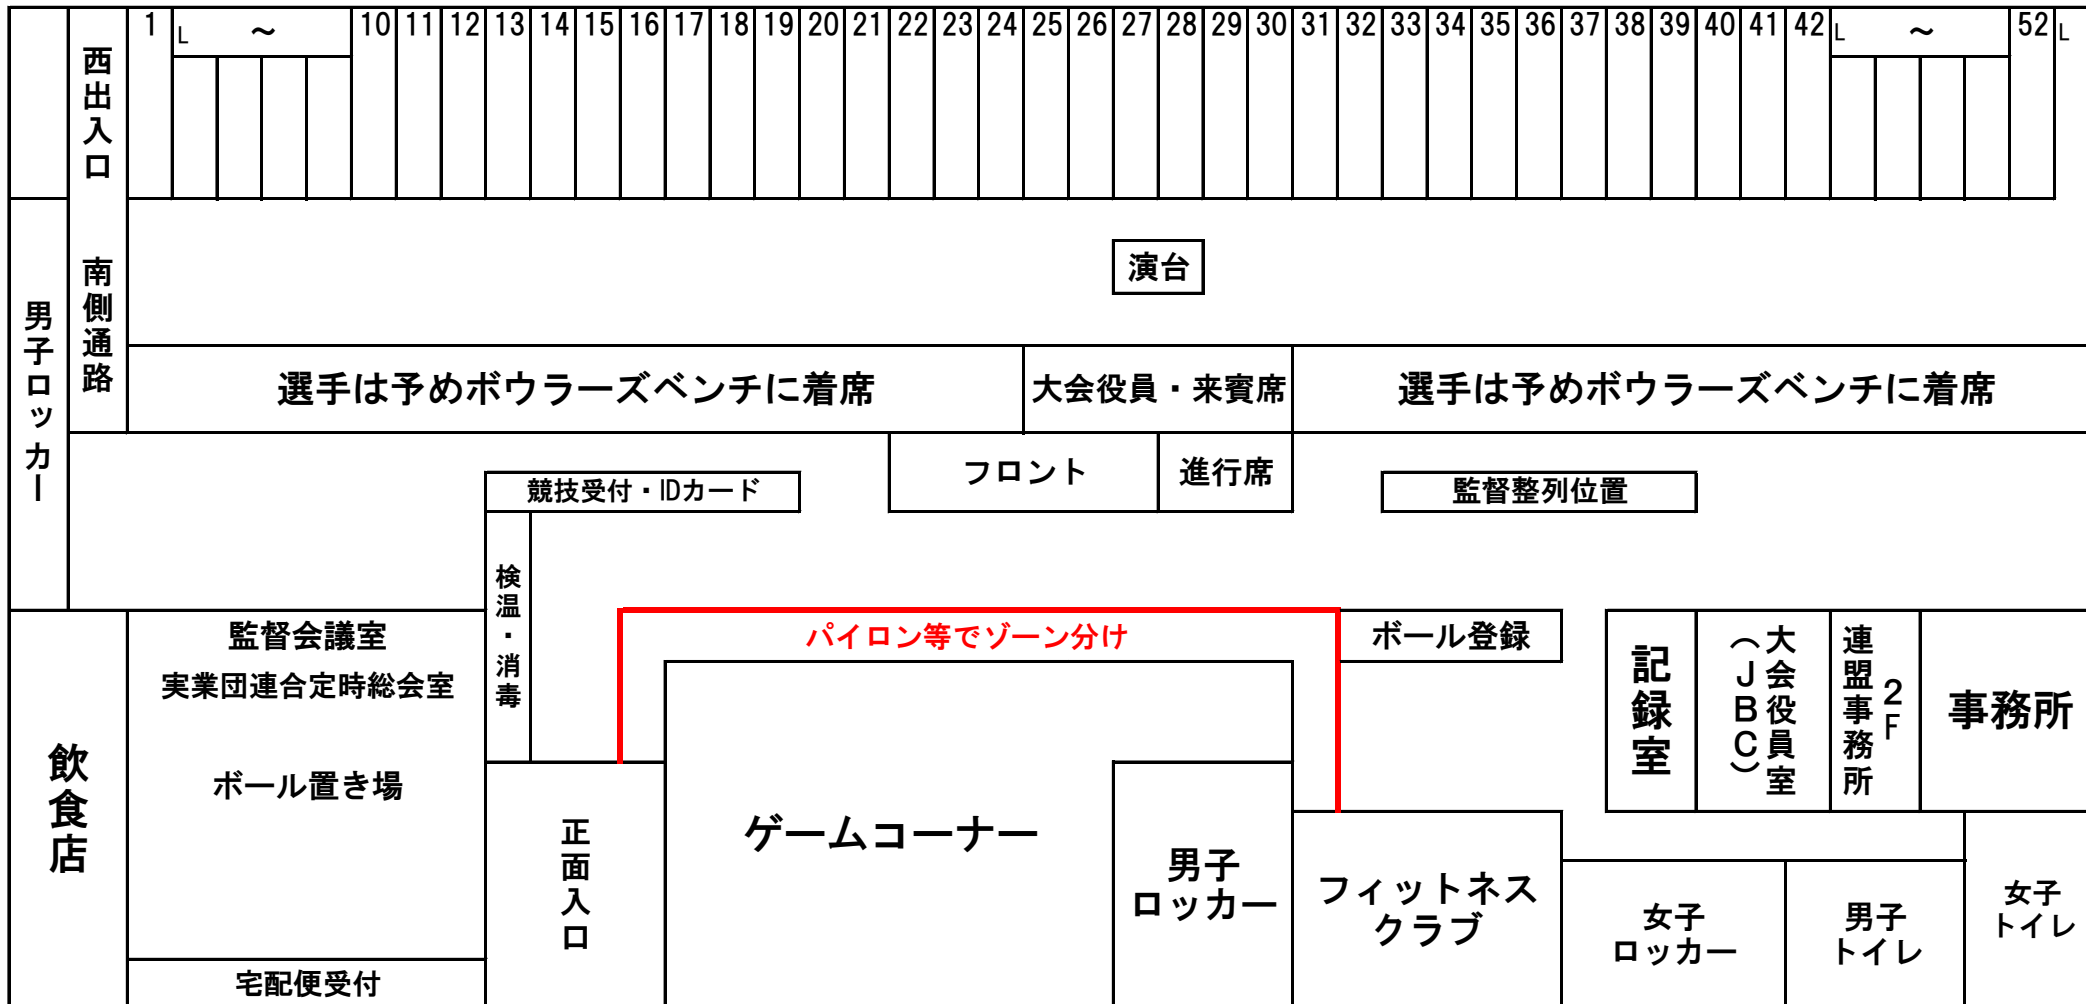 1 L ～ 10 11 12 13 14 15 16 17 18 19 20 21 22 23 24 25 26 27 28 29 30 31 32 33 34 35 36 37 38 39 40 41 42 L ～ 52 L
西出入口
南側通路
男子ロッカー
演台
選手は予めボウラーズベンチに着席
大会役員・来賓席
選手は予めボウラーズベンチに着席
フロント
進行席
競技受付・IDカード
監督整列位置
検温・消毒
監督会議室
実業団連合定時総会室
ボール置き場
パイロン等でゾーン分け
ボール登録
記録室
大会役員室
（ＪＢＣ）
２F
連盟事務所
事務所
飲食店
正面入口
ゲームコーナー
男子
ロッカー
フィットネス
クラブ
女子
ロッカー
男子
トイレ
女子
トイレ
宅配便受付